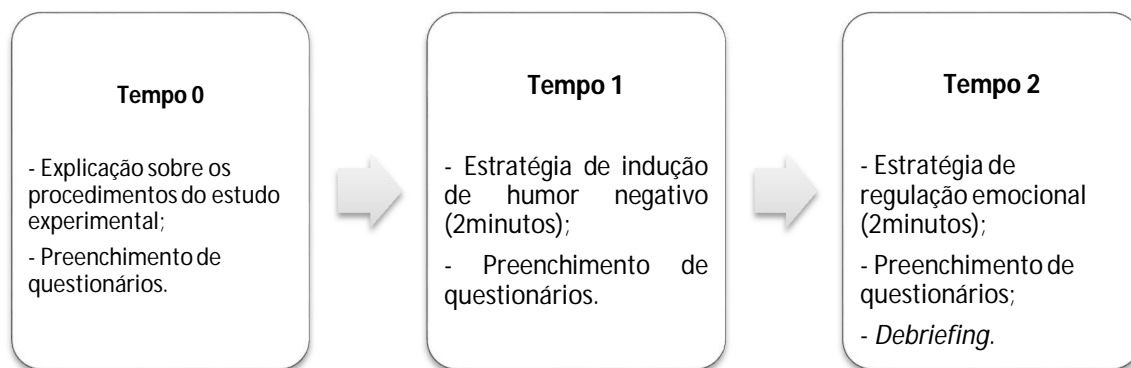 Tempo 0
- Explicação sobre os
procedimentos do estudo
experimental;
- Preenchimento de
questionários.
Tempo 1
- Estratégia de indução
de humor negativo
(2minutos);
- Preenchimento de
questionários.
Tempo 2
- Estratégia de
regulação emocional
(2minutos);
- Preenchimento de
questionários;
- Debriefing.